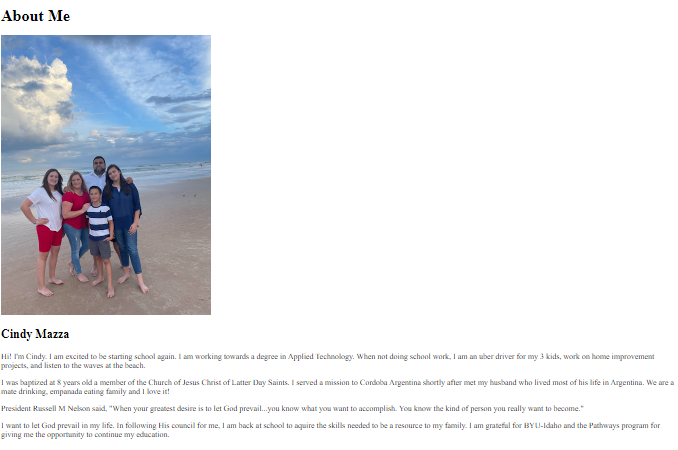 About Me
Cindy Mazza
Hi! I'm Cindy. I am excited to be starting school again. I am working towards a degree in Applied Technology. When not doing school work, I am an uber driver for my 3 kids, work on home improvement
projects, and listen to the waves at the beach.
I was baptized at 8 years old a member of the Church of Jesus Christ of Latter Day Saints. I served a mission to Cordoba Argentina shortly after met my husband who lived most of his life in Argentina. We are a
mate drinking, empanada eating family and I love it!
President Russell M Nelson said, "When your greatest desire is to let God prevail...you know what you want to accomplish. You know the kind of person you really want to become."
I want to let God prevail in my life. In following His council for me, I am back at school to aquire the skills needed to be a resource to my family. I am grateful for BYU-Idaho and the Pathways program for
giving me the opportunity to continue my education.